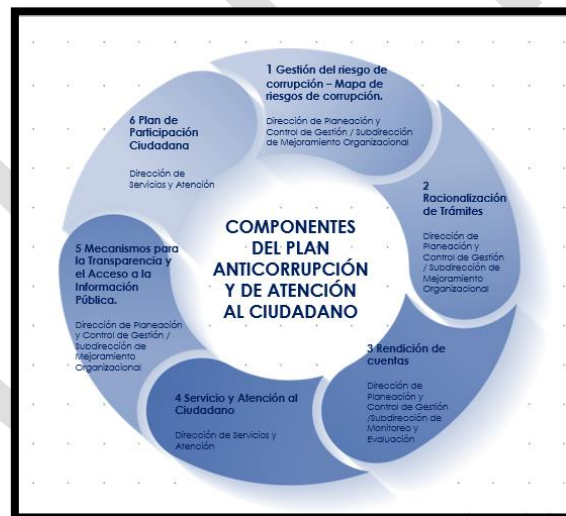 1 Gestión del riesgo de
corrupción – Mapa de
riesgos de corrupción.
Dirección de Planeación y
Control de Gestión / Subdirección
de Mejoramiento Organizacional
2
Racionalización
de Trámites
Dirección de
Planeación y
Control de Gestión
/ Subdirección de
Mejoramiento
Organizacional
3 Rendición de
cuentas
Dirección de
Planeación y
Control de Gestión
/Subdirección de
Monitoreo y
Evaluación
4 Servicio y Atención al
Ciudadano
Dirección de Servicios y
Atención
5 Mecanismos para
la Transparencia y
el Acceso a la
Información
Pública.
Dirección de Planeación
y Control de Gestión /
Subdirección de
Mejoramiento
Organizacional
6 Plan de
Participación
Ciudadana
Dirección de
Servicios y Atención
COMPONENTES
DEL PLAN
ANTICORRUPCIÓN
Y DE ATENCIÓN
AL CIUDADANO